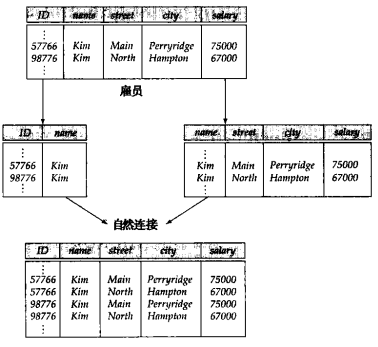 ID name street city salary
57766 Kim Main Perryridge 75000
98776 Kim North Hampton 67000
雇员
ID name
57766 Kim
98776 Kim
name street city salary
Kim Main Perryridge 75000
Kim North Hampton 67000
自然连接
ID name street city salary
57766 Kim Main Perryridge 75000
57766 Kim North Hampton 67000
98776 Kim Main Perryridge 75000
98776 Kim North Hampton 67000